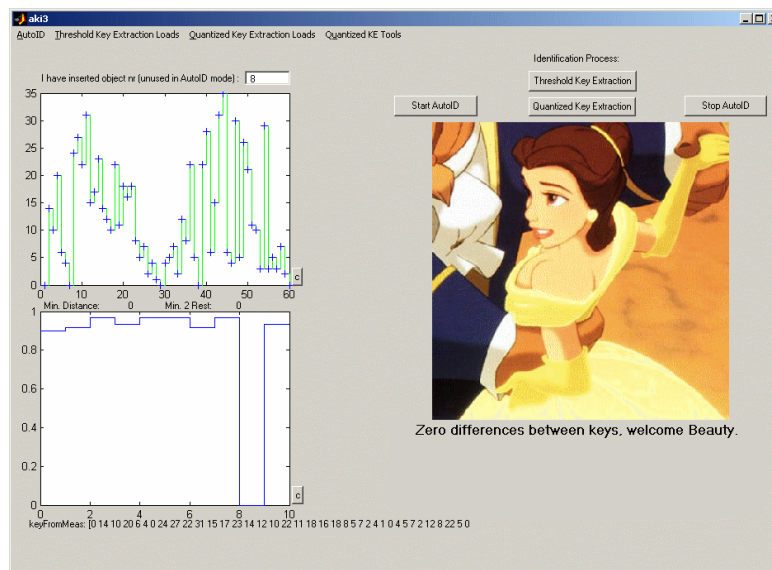 aki3
AutoID Threshold Key Extraction Loads Quantized Key Extraction Loads Quantized KE Tools
Identification Process:
I have inserted object nr (unused in AutoID mode) : 8
Threshold Key Extraction
Start AutoID Quantized Key Extraction Stop AutoID
35
30
25
20
15
10
5
0
0 10 20 30 40 50 60
c
Min. Distance: 0 Min. 2 Rest: 0
1
0.8
0.6
0.4
0.2
0
0 2 4 6 8 10
c
Zero differences between keys, welcome Beauty.
keyFromMeas: [0 14 10 20 6 4 0 24 27 22 31 15 17 23 14 12 10 22 11 18 16 18 8 5 7 2 4 1 0 4 5 7 2 12 8 22 5 0